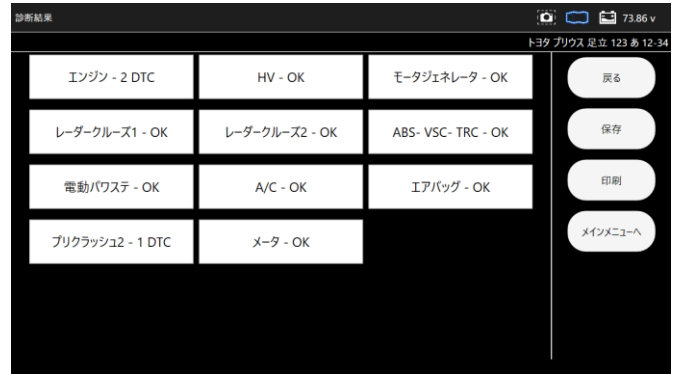 診断結果
73.86 v
トヨタ プリウス 足立 123 あ 12-34
エンジン - 2 DTC
HV - OK
モータジェネレータ - OK
戻る
レーダークルーズ1 - OK
レーダークルーズ2 - OK
ABS- VSC- TRC - OK
保存
電動パワステ - OK
A/C - OK
エアバッグ - OK
印刷
プリクラッシュ2 - 1 DTC
メータ - OK
メインメニューへ